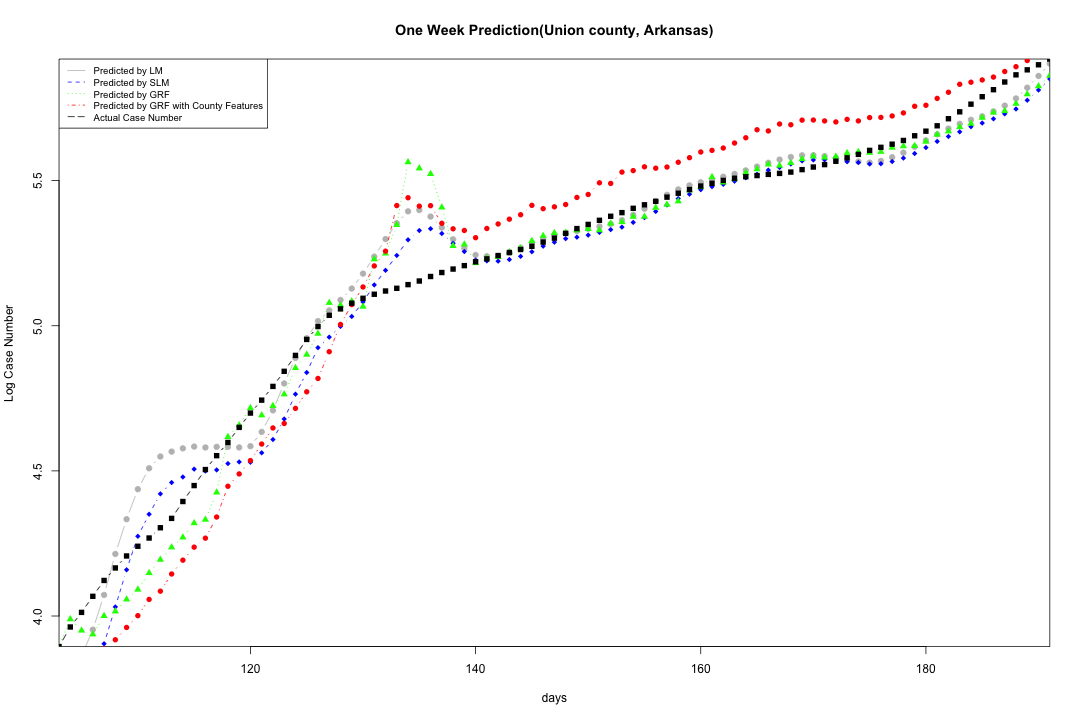 One Week Prediction(Union county, Arkansas)
Predicted by LM
Predicted by SLM
Predicted by GRF
Predicted by GRF with County Features
Actual Case Number
Log Case Number
5.5
5.0
4.5
4.0
120 140 160 180
days